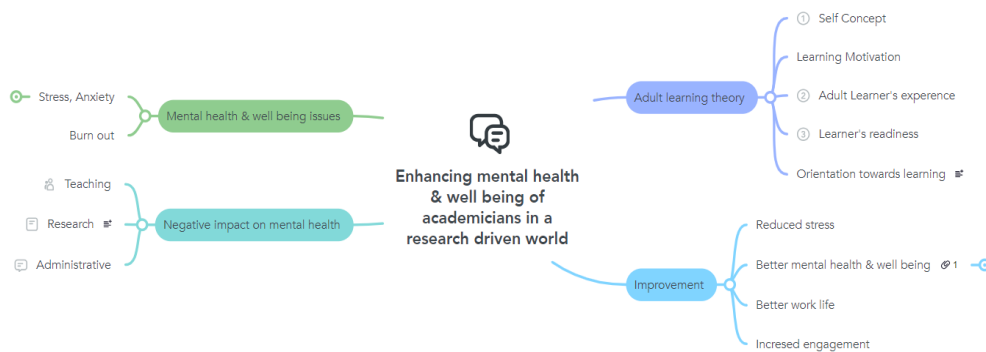 Enhancing mental health
& well being of
academicians in a
research driven world
Mental health & well being issues
Stress, Anxiety
Burn out
Negative impact on mental health
Teaching
Research
Administrative
Adult learning theory
1 Self Concept
Learning Motivation
2 Adult Learner's experence
3 Learner's readiness
Orientation towards learning
Improvement
Reduced stress
Better mental health & well being 1
Better work life
Incresed engagement